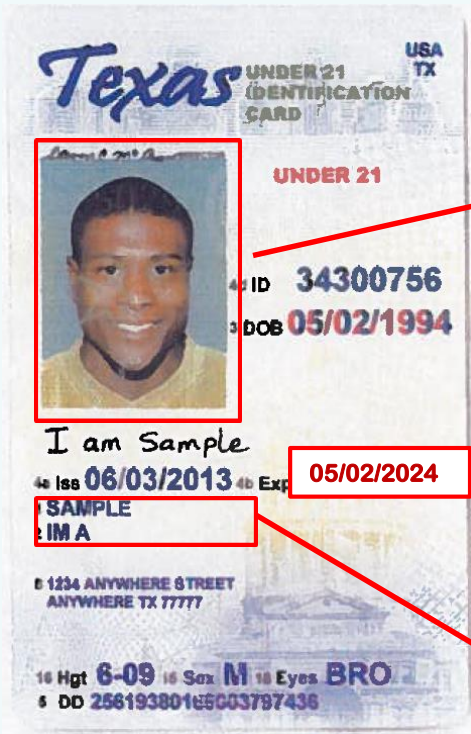 Texas UNDER 21 USA
IDENTIFICATION TX
CARD
UNDER 21
4d ID 34300756
3 DOB 05/02/1994
I am Sample
4a Iss 06/03/2013 4b Exp 05/02/2024
1 SAMPLE
2 IM A
8 1234 ANYWHERE STREET
ANYWHERE TX 77777
16 Hgt 6-09 15 Sex M 18 Eyes BRO
5 DD